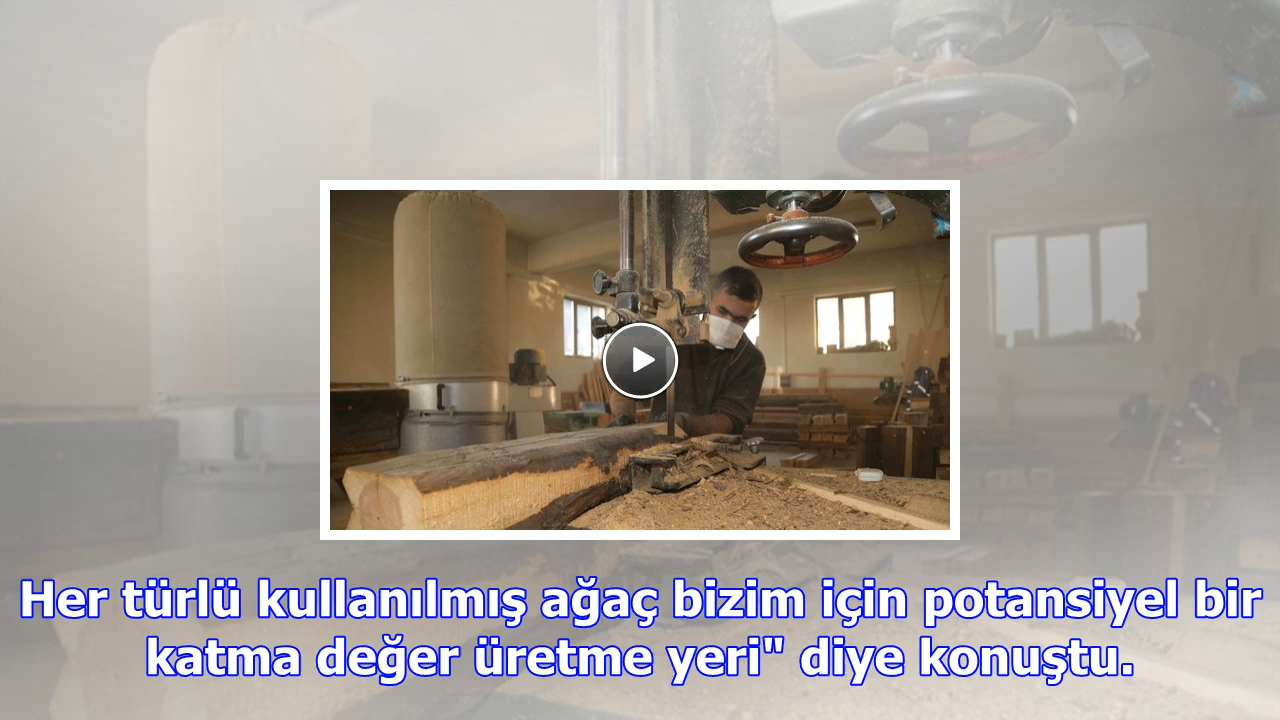 Her türlü kullanılmış ağaç bizim için potansiyel bir
katma değer üretme yeri" diye konuştu.